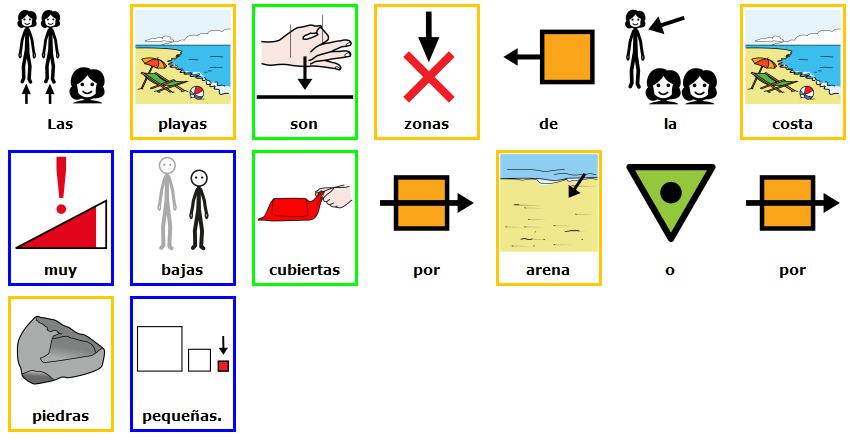 Las playas son zonas de la costa
muy bajas cubiertas por arena o por
piedras pequeñas.